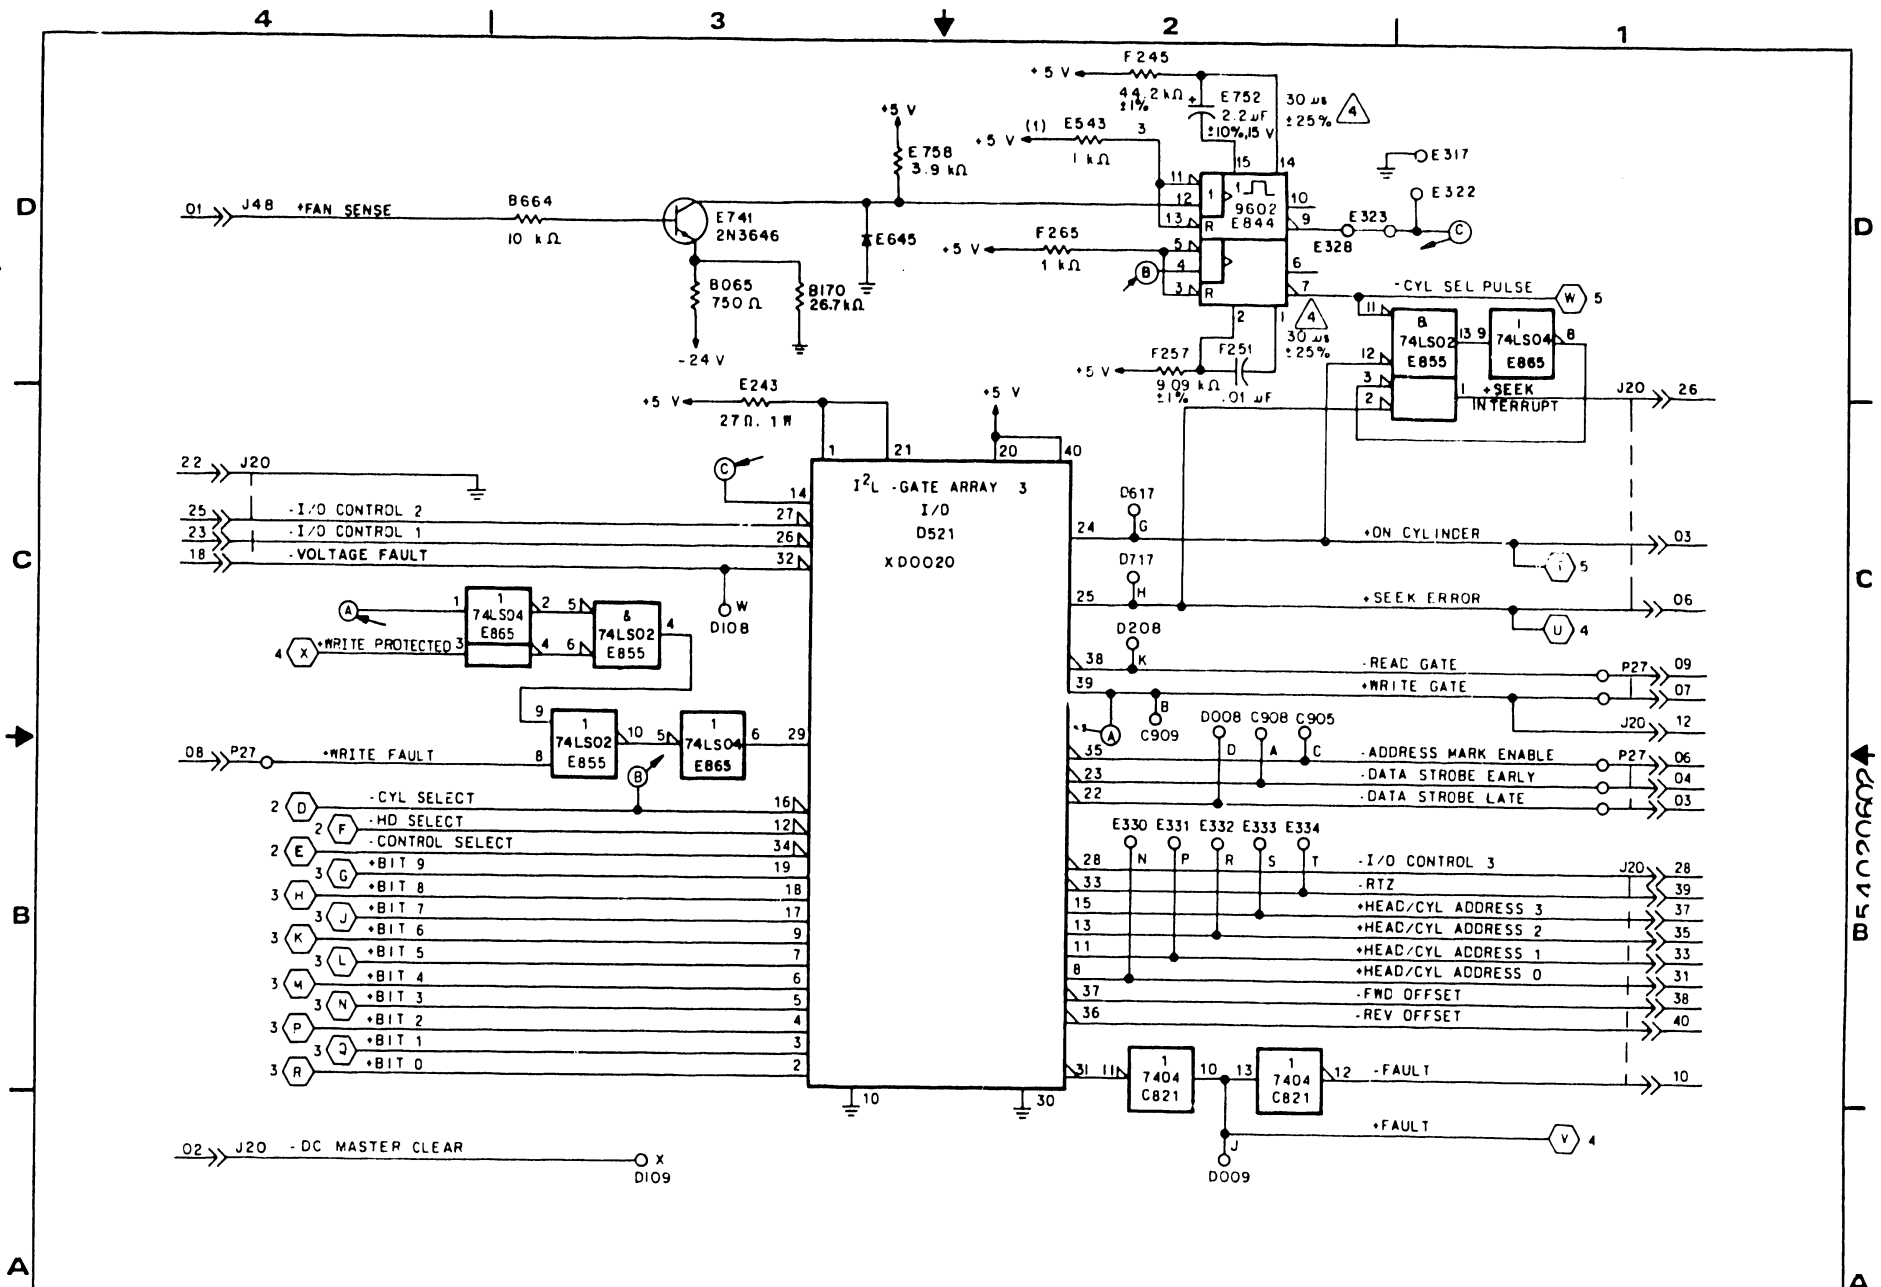 4 3 2 1
F245
+5 V
44.2kΩ
±1%
+ E752
2.2 µF
±10%,15 V
30 µs
±25%
4
+5 V
(1) E543 3
+5 V
1 kΩ
E758
3.9 kΩ
15 14
E317
E322
D
01 J48 +FAN SENSE
B664
10 kΩ
E741
2N3646
E645
11
12
13
1
R
1
9602
E844
10
9
E323
E328
C
D
F265
+5 V
1 kΩ
B
5
4
3
R
6
7
-CYL SEL PULSE
W 5
B065
750 Ω
B170
26.7kΩ
-24 V
2 1
4
30 µs
±25%
F257
F251
+5 V
9.09 kΩ
±1%
.01 µF
11
12
3
2
&
74LS02
E855
13 9
1
74LS04
E865
8
1
+SEEK
INTERRUPT
J20 26
E243
+5 V
27Ω. 1W
+5 V
1 21 20 40
22 J20
C
14
I2L -GATE ARRAY 3
I/O
D521
XD0020
25 -I/O CONTROL 2 27
23 -I/O CONTROL 1 26
C
18 -VOLTAGE FAULT 32
W
D108
D617
24 G
+ON CYLINDER
03
T 5
C
D717
25 H
+SEEK ERROR
06
U 4
A
1
1
74LS04
E865
2 5
&
74LS02
E855
4
4 X +WRITE PROTECTED 3
4 6
D208
38 K
-READ GATE P27 09
39 +WRITE GATE 07
A
B
C909
J20 12
9
1
74LS02
E855
10 5
1
74LS04
E865
6 29
08 P27 +WRITE FAULT 8
B
D008 C908 C905
D A C
35 -ADDRESS MARK ENABLE P27 06
23 -DATA STROBE EARLY 04
22 -DATA STROBE LATE 03
2 D -CYL SELECT 16
2 F -HD SELECT 12
2 E -CONTROL SELECT 34
3 G +BIT 9 19
3 H +BIT 8 18
3 J +BIT 7 17
3 K +BIT 6 9
3 L +BIT 5 7
3 M +BIT 4 6
3 N +BIT 3 5
3 P +BIT 2 4
3 Q +BIT 1 3
3 R +BIT 0 2
E330 E331 E332 E333 E334
N P R S T
28 -I/O CONTROL 3 J20 28
33 -RTZ 39
15 +HEAD/CYL ADDRESS 3 37
13 +HEAD/CYL ADDRESS 2 35
11 +HEAD/CYL ADDRESS 1 33
8 +HEAD/CYL ADDRESS 0 31
37 -FWD OFFSET 38
36 -REV OFFSET 40
B
B
31 11
1
7404
C821
10 13
1
7404
C821
12 -FAULT 10
10 30
+FAULT
V 4
J
D009
02 J20 -DC MASTER CLEAR
X
D109
A A